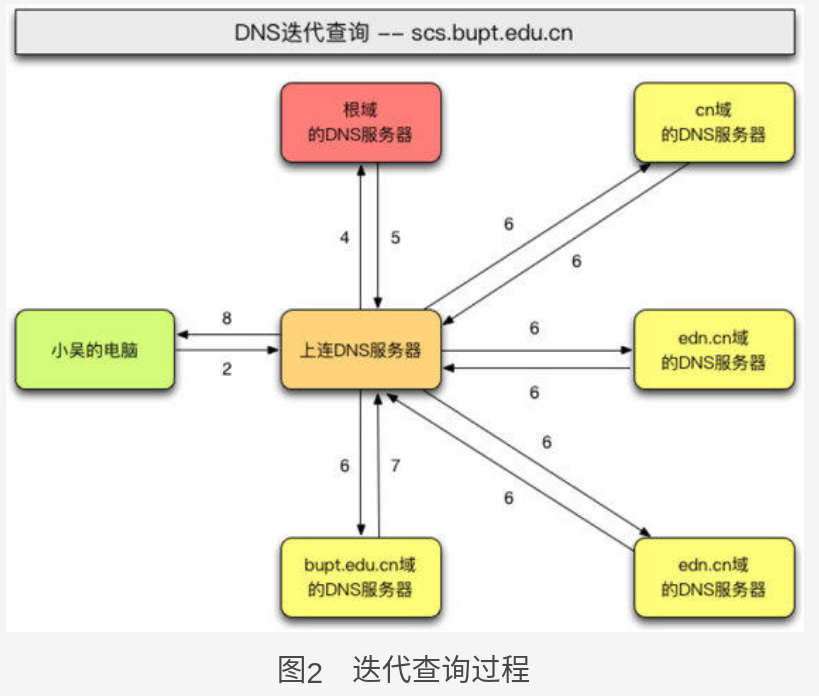 DNS迭代查询 -- scs.bupt.edu.cn
根域
的DNS服务器
cn域
的DNS服务器
4
5
6
6
小吴的电脑
8
2
上连DNS服务器
6
6
edn.cn域
的DNS服务器
6
7
6
6
bupt.edu.cn域
的DNS服务器
edn.cn域
的DNS服务器
图2 迭代查询过程